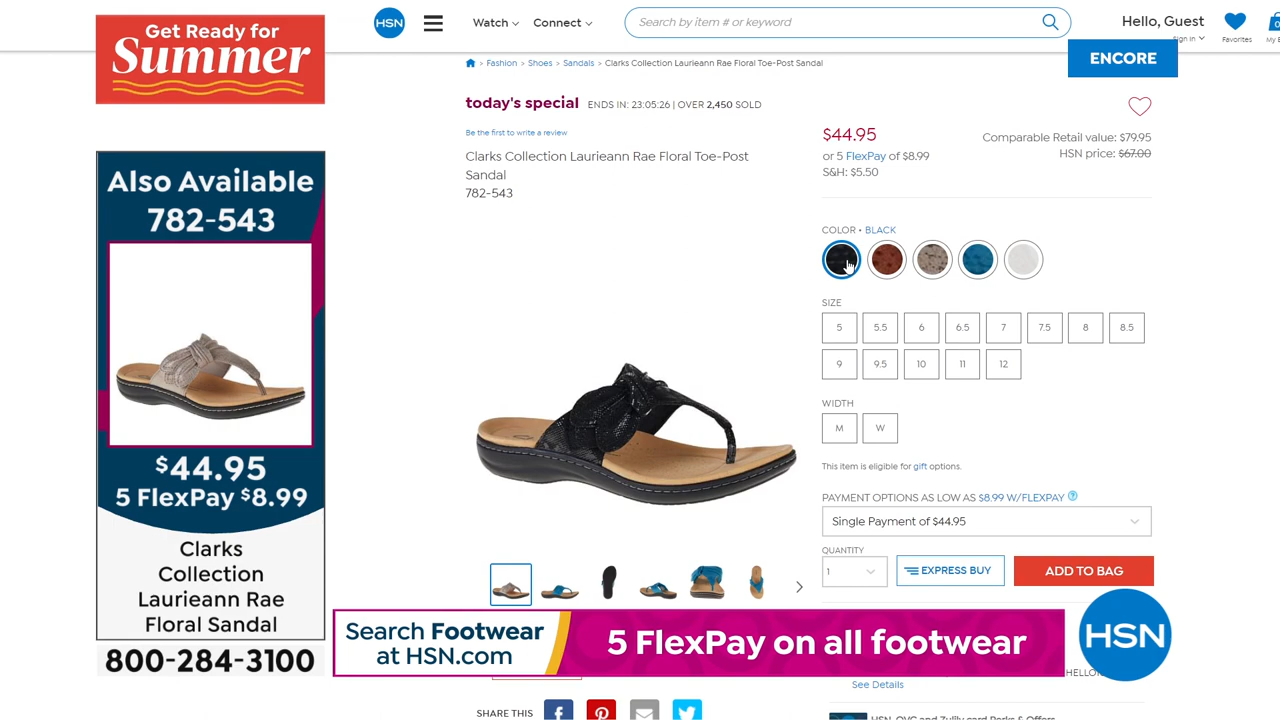 Get Ready for
Summer
Also Available
782-543
$44.95
5 FlexPay $8.99
Clarks
Collection
Laurieann Rae
Floral Sandal
800-284-3100
HSN
Watch
Connect
Search by item # or keyword
Hello, Guest
Sign In
Favorites
0
ENCORE
> Fashion > Shoes > Sandals > Clarks Collection Laurieann Rae Floral Toe-Post Sandal
today's special ENDS IN: 23:05:26 | OVER 2,450 SOLD
Be the first to write a review
Clarks Collection Laurieann Rae Floral Toe-Post
Sandal
782-543
$44.95
or 5 FlexPay of $8.99
S&H: $5.50
Comparable Retail value: $79.95
HSN price: $67.00
COLOR • BLACK
SIZE
5 5.5 6 6.5 7 7.5 8 8.5
9 9.5 10 11 12
WIDTH
M W
This item is eligible for gift options.
PAYMENT OPTIONS AS LOW AS $8.99 W/FLEXPAY ?
Single Payment of $44.95
QUANTITY
1
EXPRESS BUY
ADD TO BAG
Search Footwear
at HSN.com
5 FlexPay on all footwear
HSN
See Details
SHARE THIS
HSN, QVC and Zulily card Perks & Offers